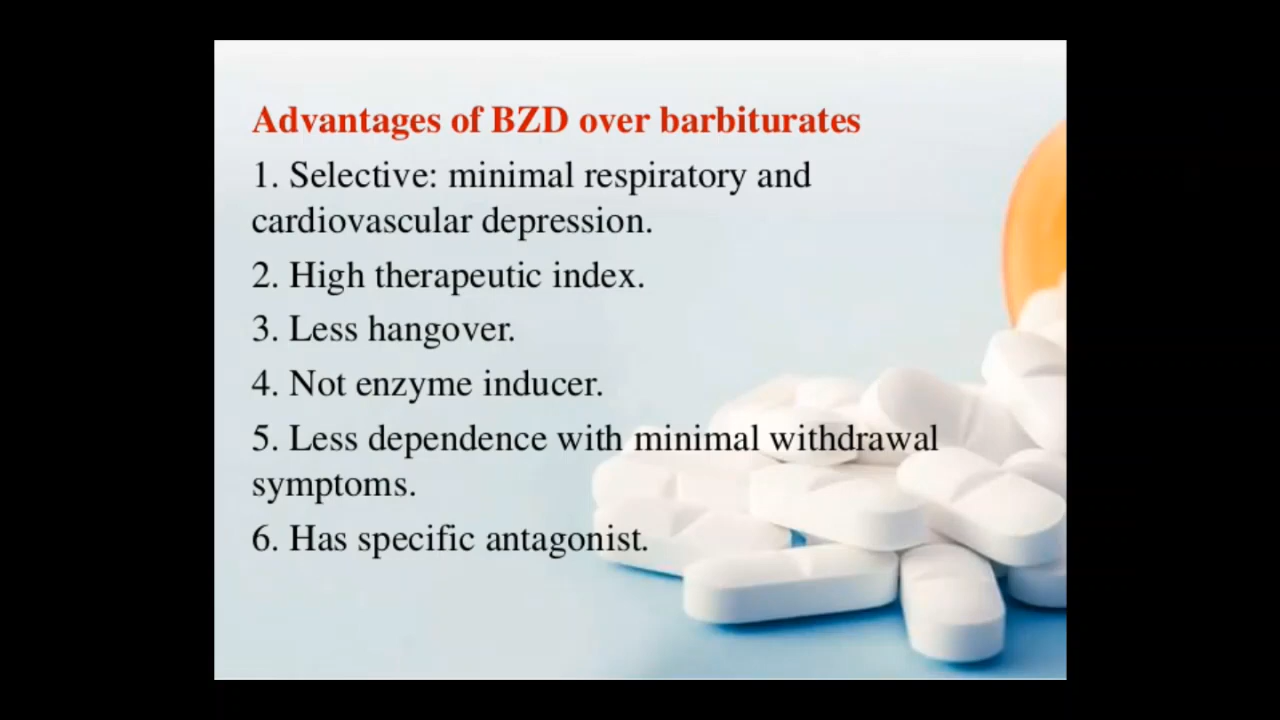 Advantages of BZD over barbiturates
1. Selective: minimal respiratory and
cardiovascular depression.
2. High therapeutic index.
3. Less hangover.
4. Not enzyme inducer.
5. Less dependence with minimal withdrawal
symptoms.
6. Has specific antagonist.